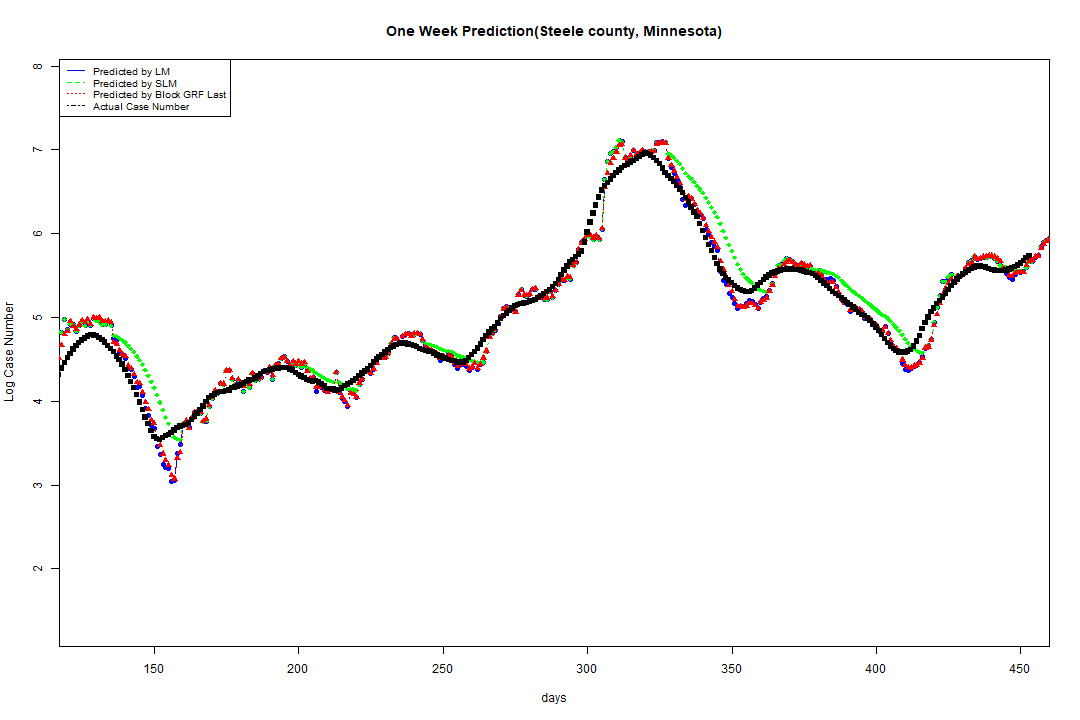 One Week Prediction(Steele county, Minnesota)
Predicted by LM
Predicted by SLM
Predicted by Block GRF Last
Actual Case Number
8
7
6
5
4
3
2
Log Case Number
150 200 250 300 350 400 450
days